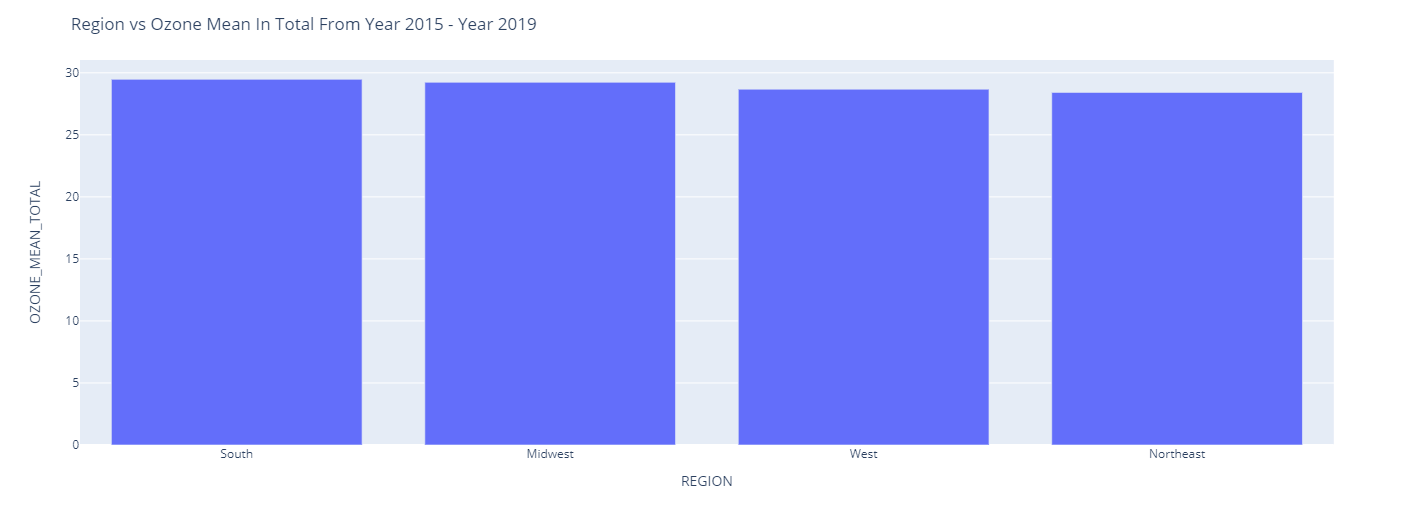 Region vs Ozone Mean In Total From Year 2015 - Year 2019
OZONE_MEAN_TOTAL
30
25
20
15
10
5
0
South
Midwest
West
Northeast
REGION